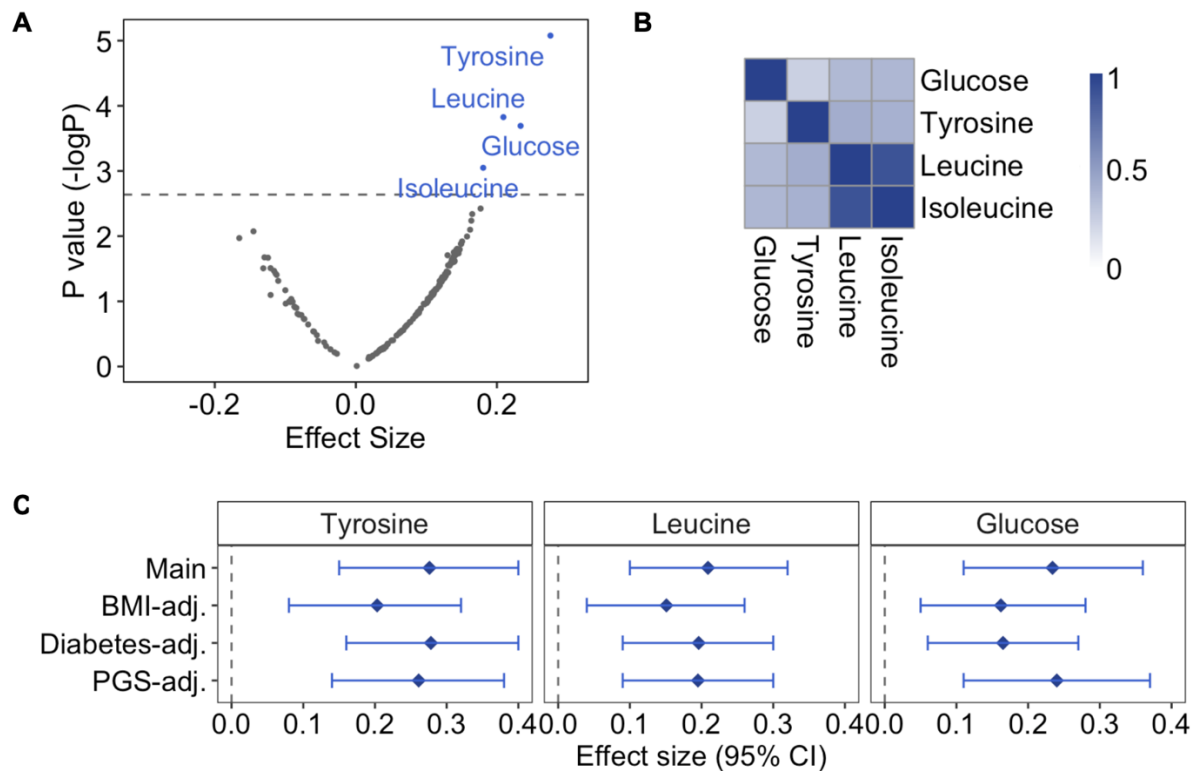 A
P value (-logP)
5
4
3
2
1
0
Tyrosine
Leucine
Glucose
Isoleucine
-0.2 0.0 0.2
Effect Size
B
Glucose
Tyrosine
Leucine
Isoleucine
Glucose Tyrosine Leucine Isoleucine
1
0.5
0
C
Tyrosine Leucine Glucose
Main
BMI-adj.
Diabetes-adj.
PGS-adj.
0.0 0.1 0.2 0.3 0.4 0.0 0.1 0.2 0.3 0.4 0.0 0.1 0.2 0.3 0.4
Effect size (95% CI)